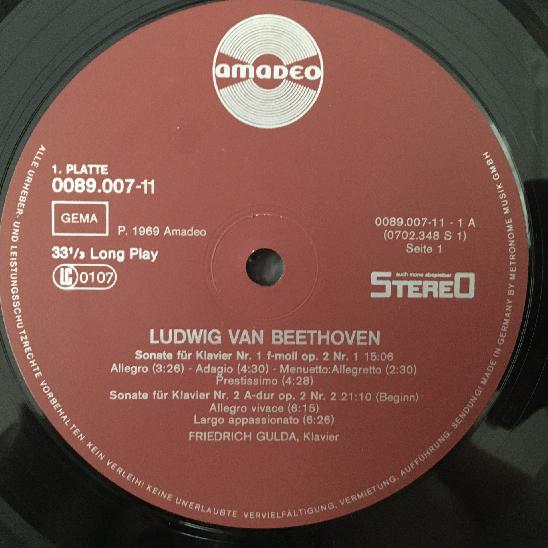 amadeo
1. PLATTE
0089.007-11
GEMA
P. 1969 Amadeo
33⅓ Long Play
LC 0107
0089.007-11 - 1 A
(0702.348 S 1)
Seite 1
auch mono abspielbar
STEREO
LUDWIG VAN BEETHOVEN
Sonate für Klavier Nr. 1 f-moll op. 2 Nr. 1 15:06
Allegro (3:26) - Adagio (4:30) - Menuetto:Allegretto (2:30)
Prestissimo (4:28)
Sonate für Klavier Nr. 2 A-dur op. 2 Nr. 2 21:10 (Beginn)
Allegro vivace (6:15)
Largo appassionato (6:26)
FRIEDRICH GULDA, Klavier
ALLE URHEBER- UND LEISTUNGSSCHUTZRECHTE VORBEHALTEN. KEIN VERLEIH! KEINE UNERLAUBTE VERVIELFÄLTIGUNG, VERMIETUNG, AUFFÜHRUNG, SENDUNG! MADE IN GERMANY BY METRONOME MUSIK GMBH